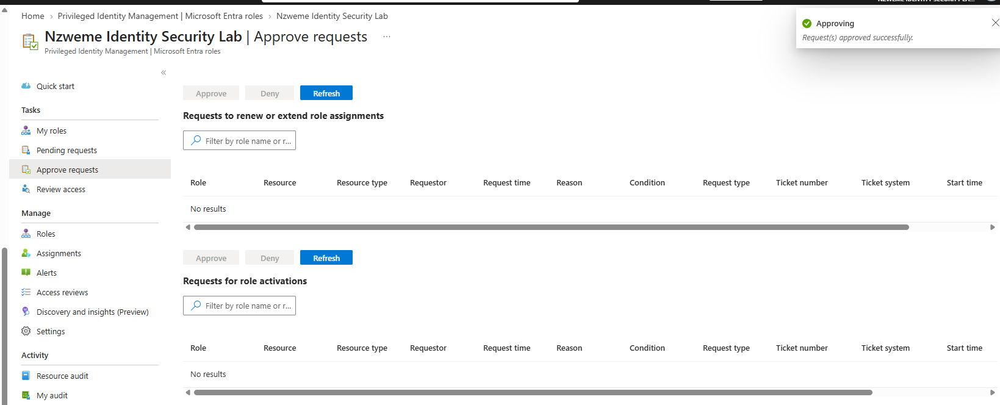 Home > Privileged Identity Management | Microsoft Entra roles > Nzweme Identity Security Lab
Nzweme Identity Security Lab | Approve requests ...
Privileged Identity Management | Microsoft Entra roles
Approving
Request(s) approved successfully.
«
Quick start
Tasks
My roles
Pending requests
Approve requests
Review access
Manage
Roles
Assignments
Alerts
Access reviews
Discovery and insights (Preview)
Settings
Activity
Resource audit
My audit
Approve Deny Refresh
Requests to renew or extend role assignments
Filter by role name or r...
Role Resource Resource type Requestor Request time Reason Condition Request type Ticket number Ticket system Start time
No results
Approve Deny Refresh
Requests for role activations
Filter by role name or r...
Role Resource Resource type Requestor Request time Reason Condition Request type Ticket number Ticket system Start time
No results